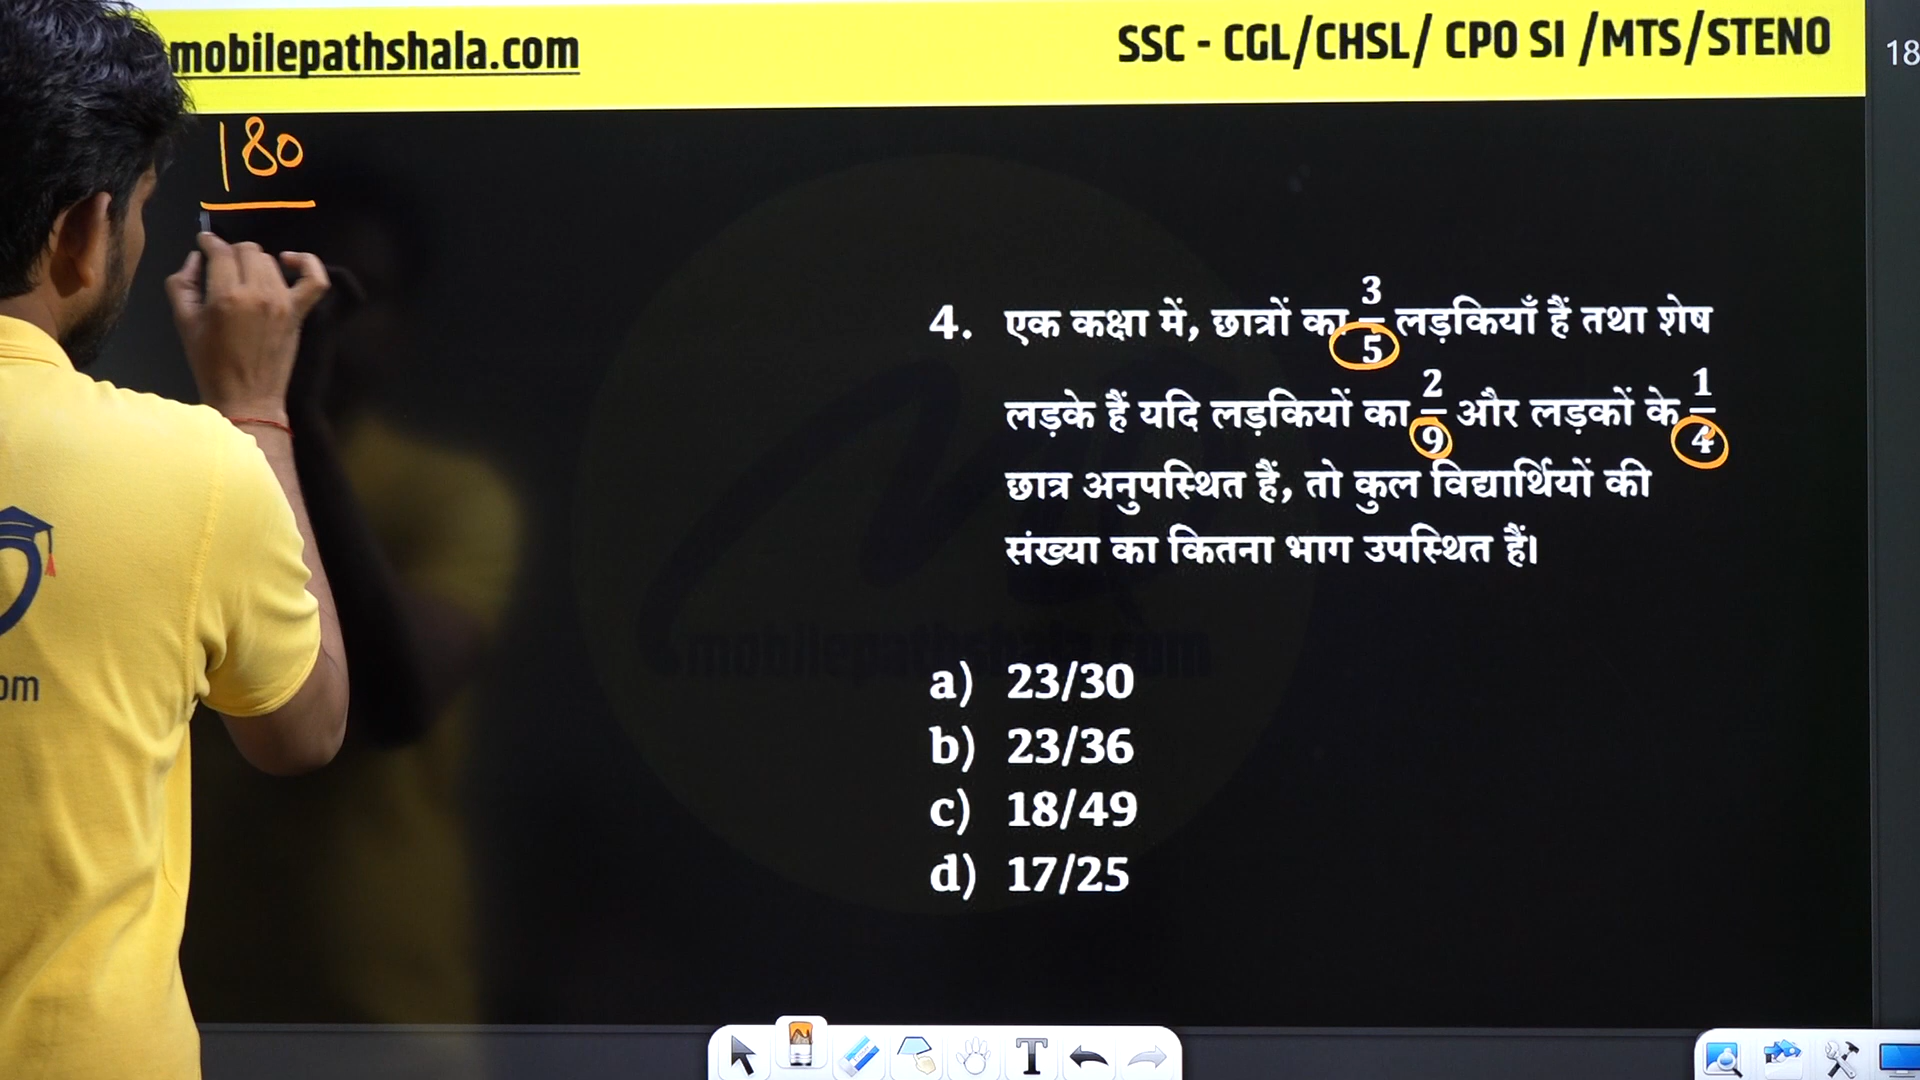 mobilepathshala.com
SSC - CGL/CHSL/ CPO SI /MTS/STENO
18
180
4. एक कक्षा में, छात्रों का 3/5 लड़कियाँ हैं तथा शेष
लड़के हैं यदि लड़कियों का 2/9 और लड़कों के 1/4
छात्र अनुपस्थित हैं, तो कुल विद्यार्थियों की
संख्या का कितना भाग उपस्थित हैं।
mobilepathshala.com
a) 23/30
b) 23/36
c) 18/49
d) 17/25
om
T